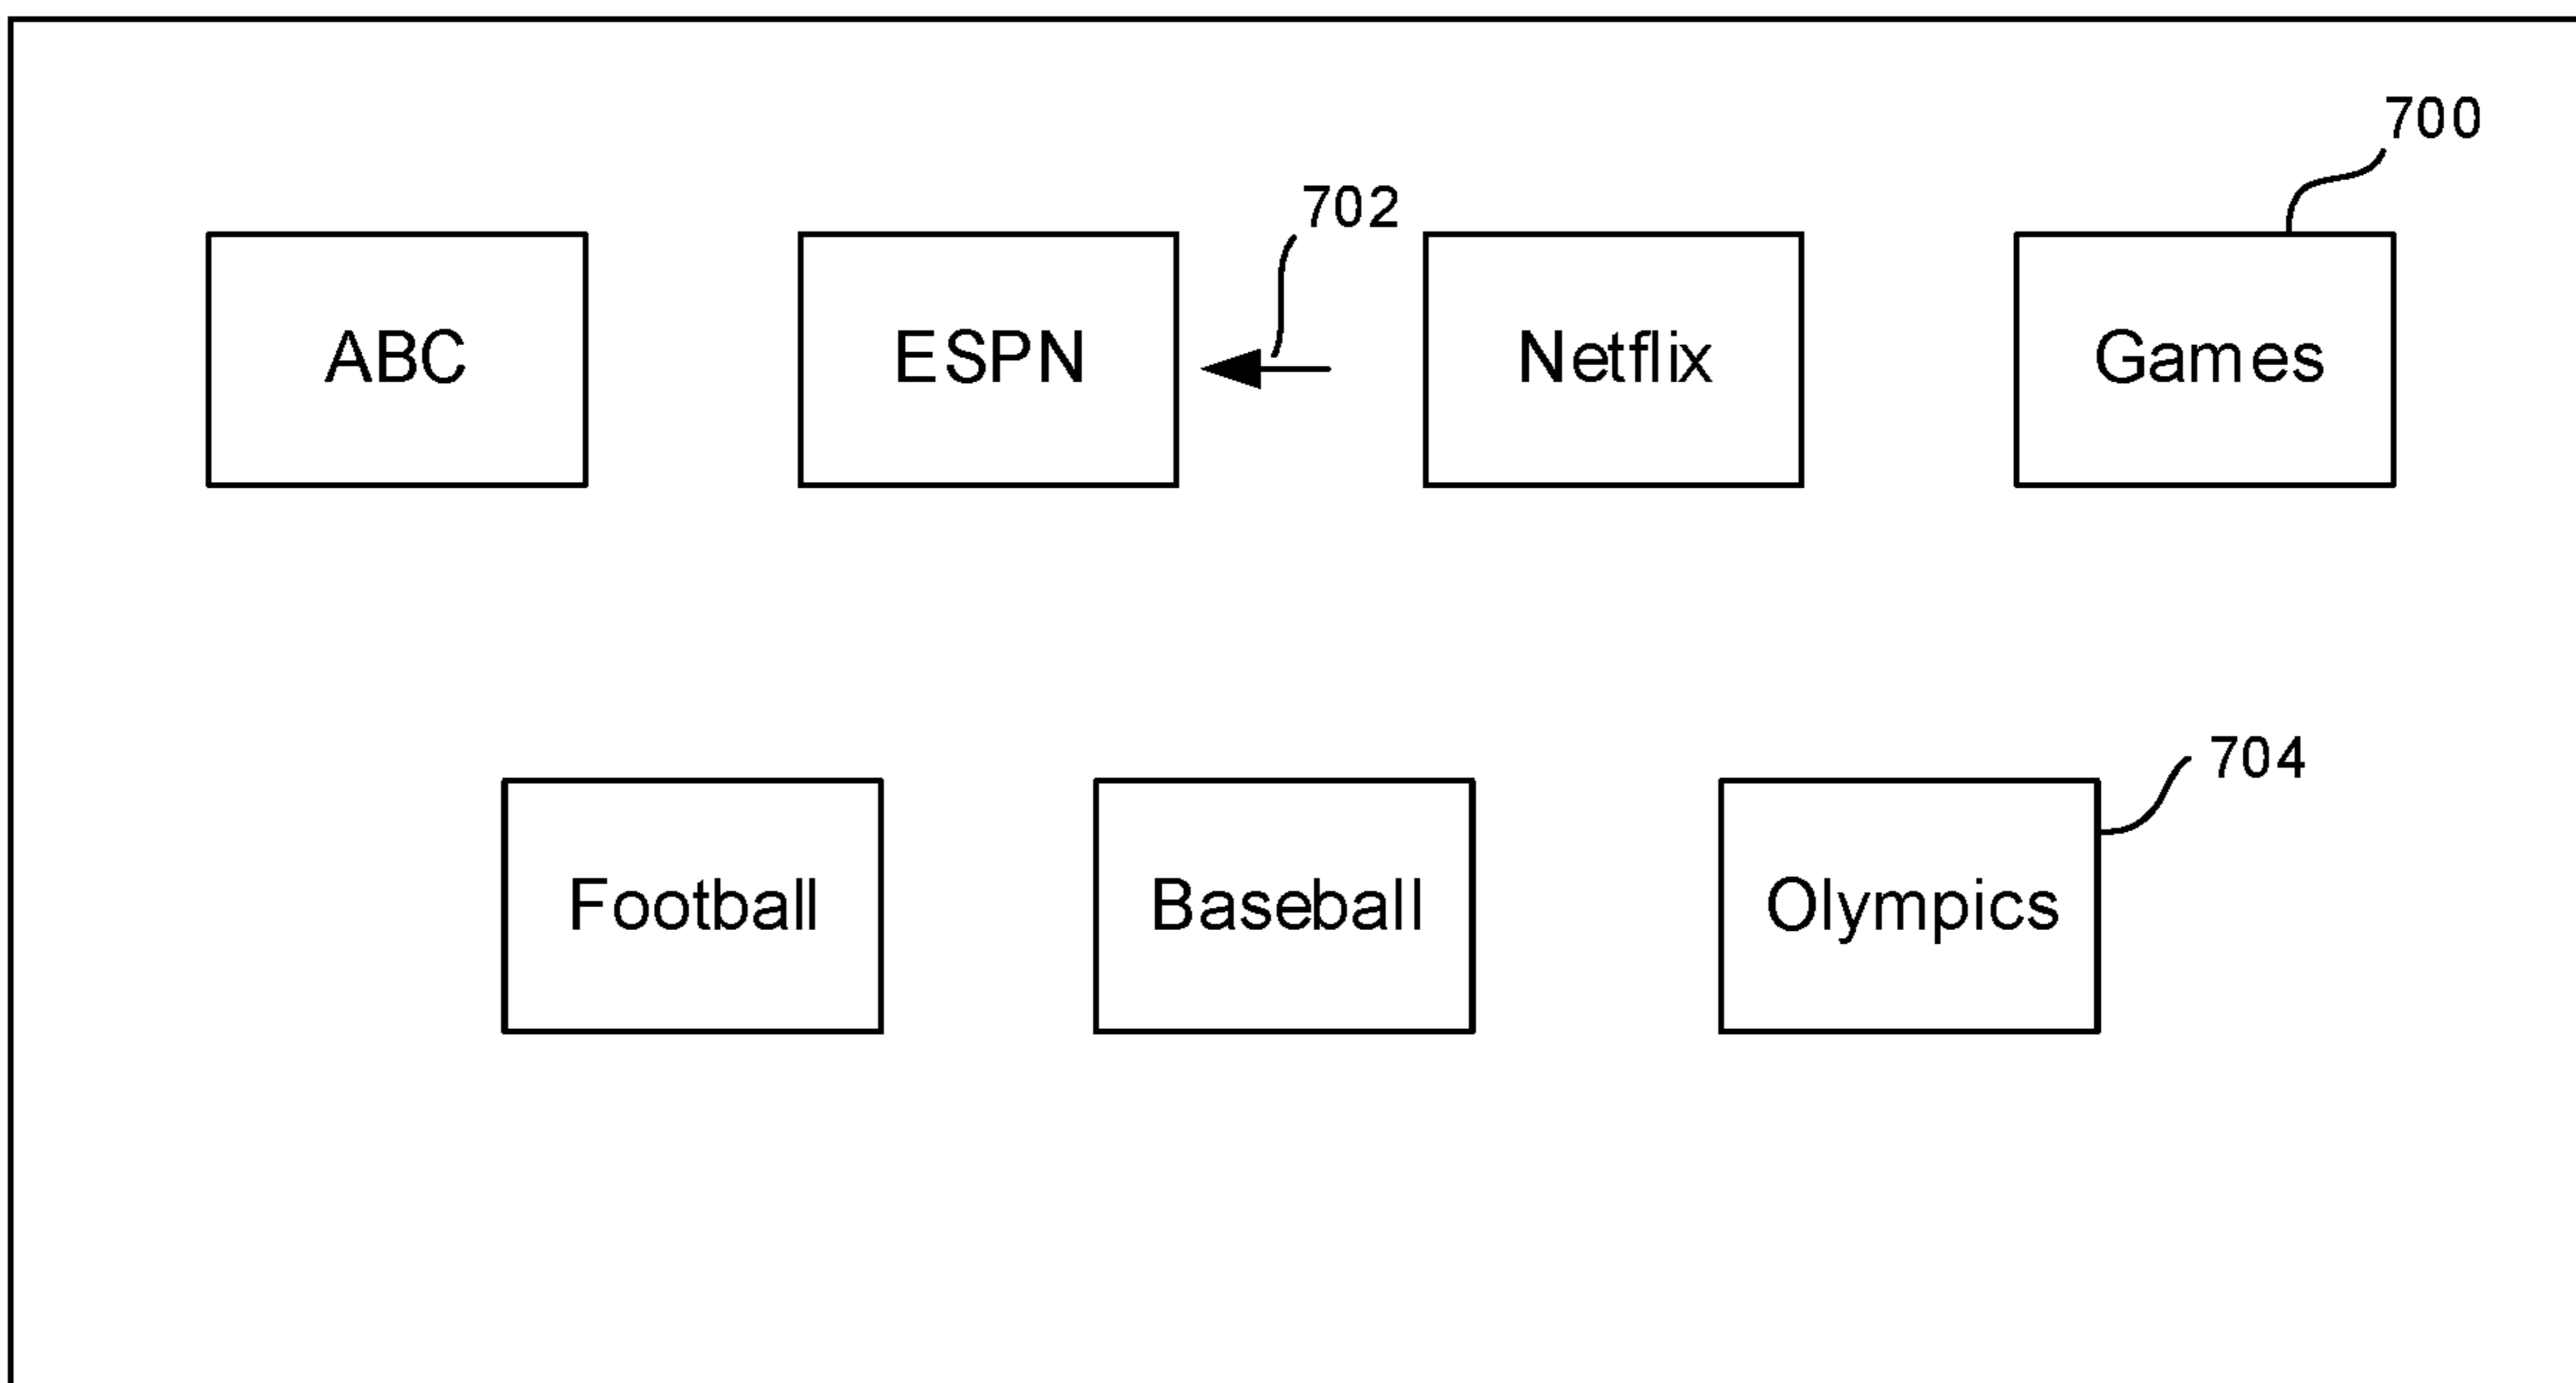 700
702
ABC
ESPN
Netflix
Games
704
Football
Baseball
Olympics